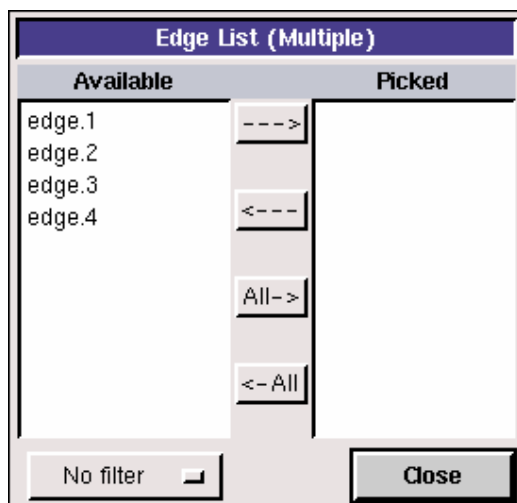 Edge List (Multiple)
Available Picked
edge.1
edge.2
edge.3
edge.4
--->
<---
All->
<-All
No filter Close